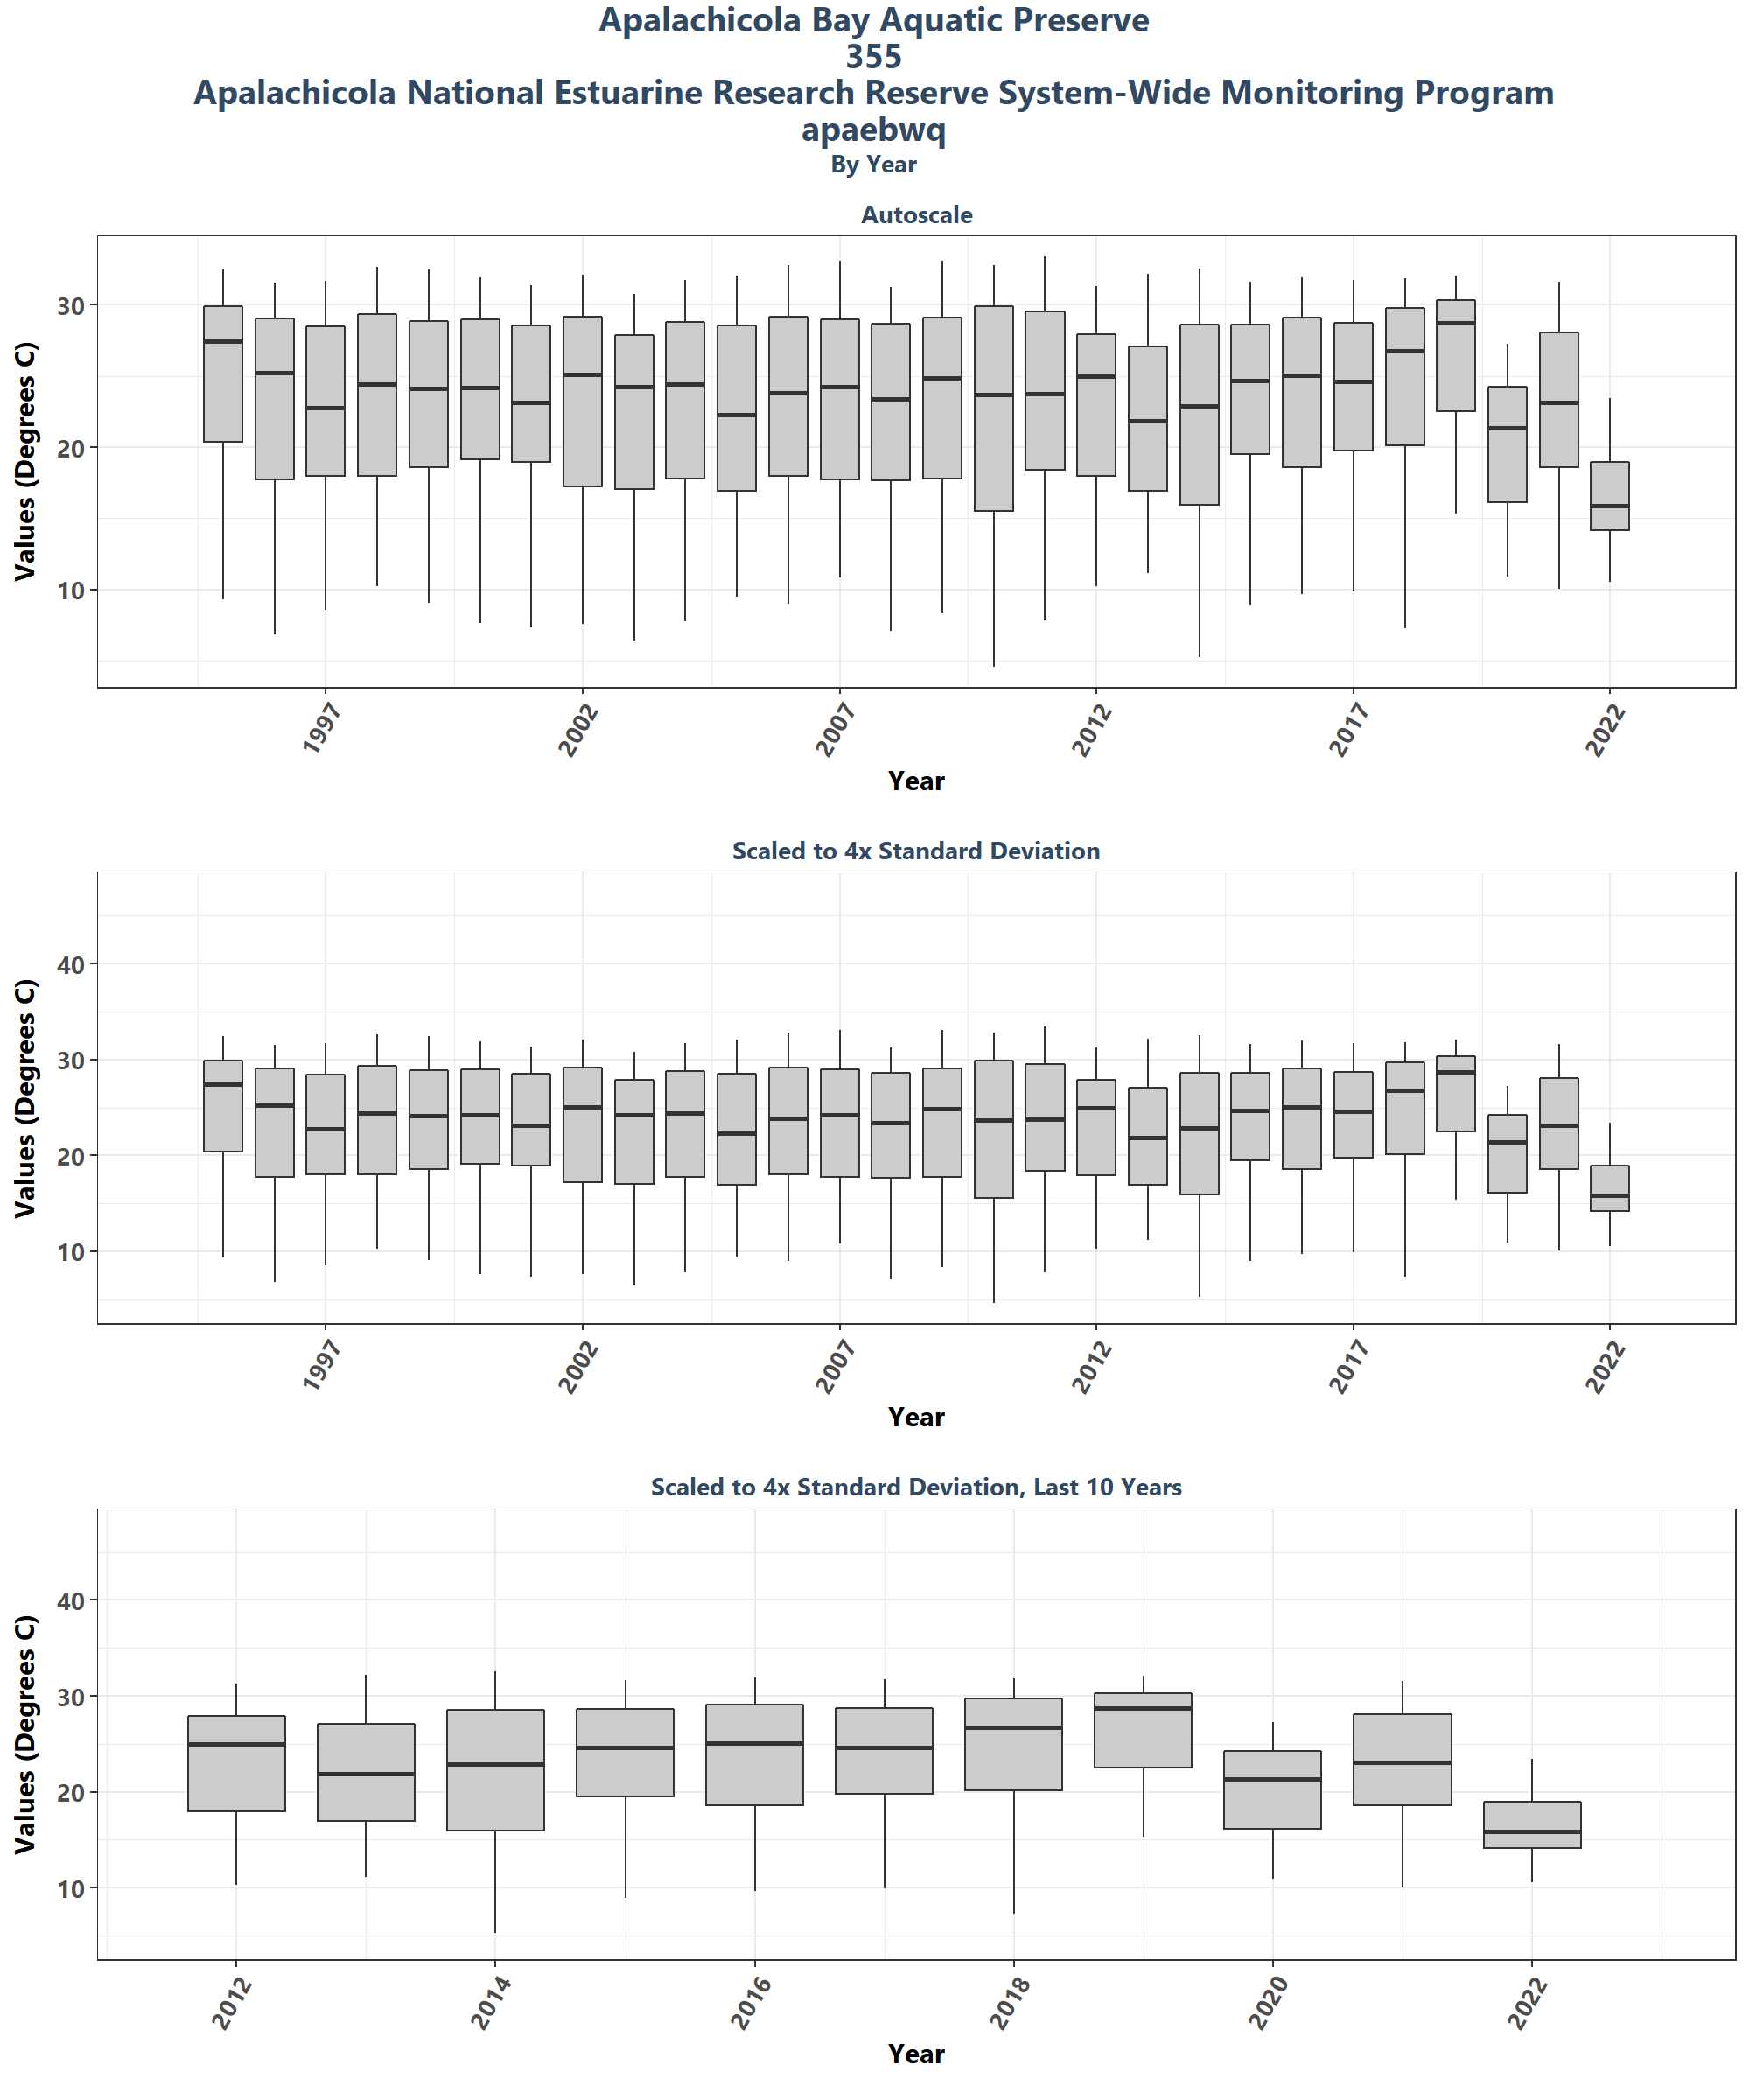 Apalachicola Bay Aquatic Preserve
355
Apalachicola National Estuarine Research Reserve System-Wide Monitoring Program
apaebwq
By Year
Autoscale
Values (Degrees C)
30
20
10
1997
2002
2007
2012
2017
2022
Year
Scaled to 4x Standard Deviation
Values (Degrees C)
40
30
20
10
1997
2002
2007
2012
2017
2022
Year
Scaled to 4x Standard Deviation, Last 10 Years
Values (Degrees C)
40
30
20
10
2012
2014
2016
2018
2020
2022
Year